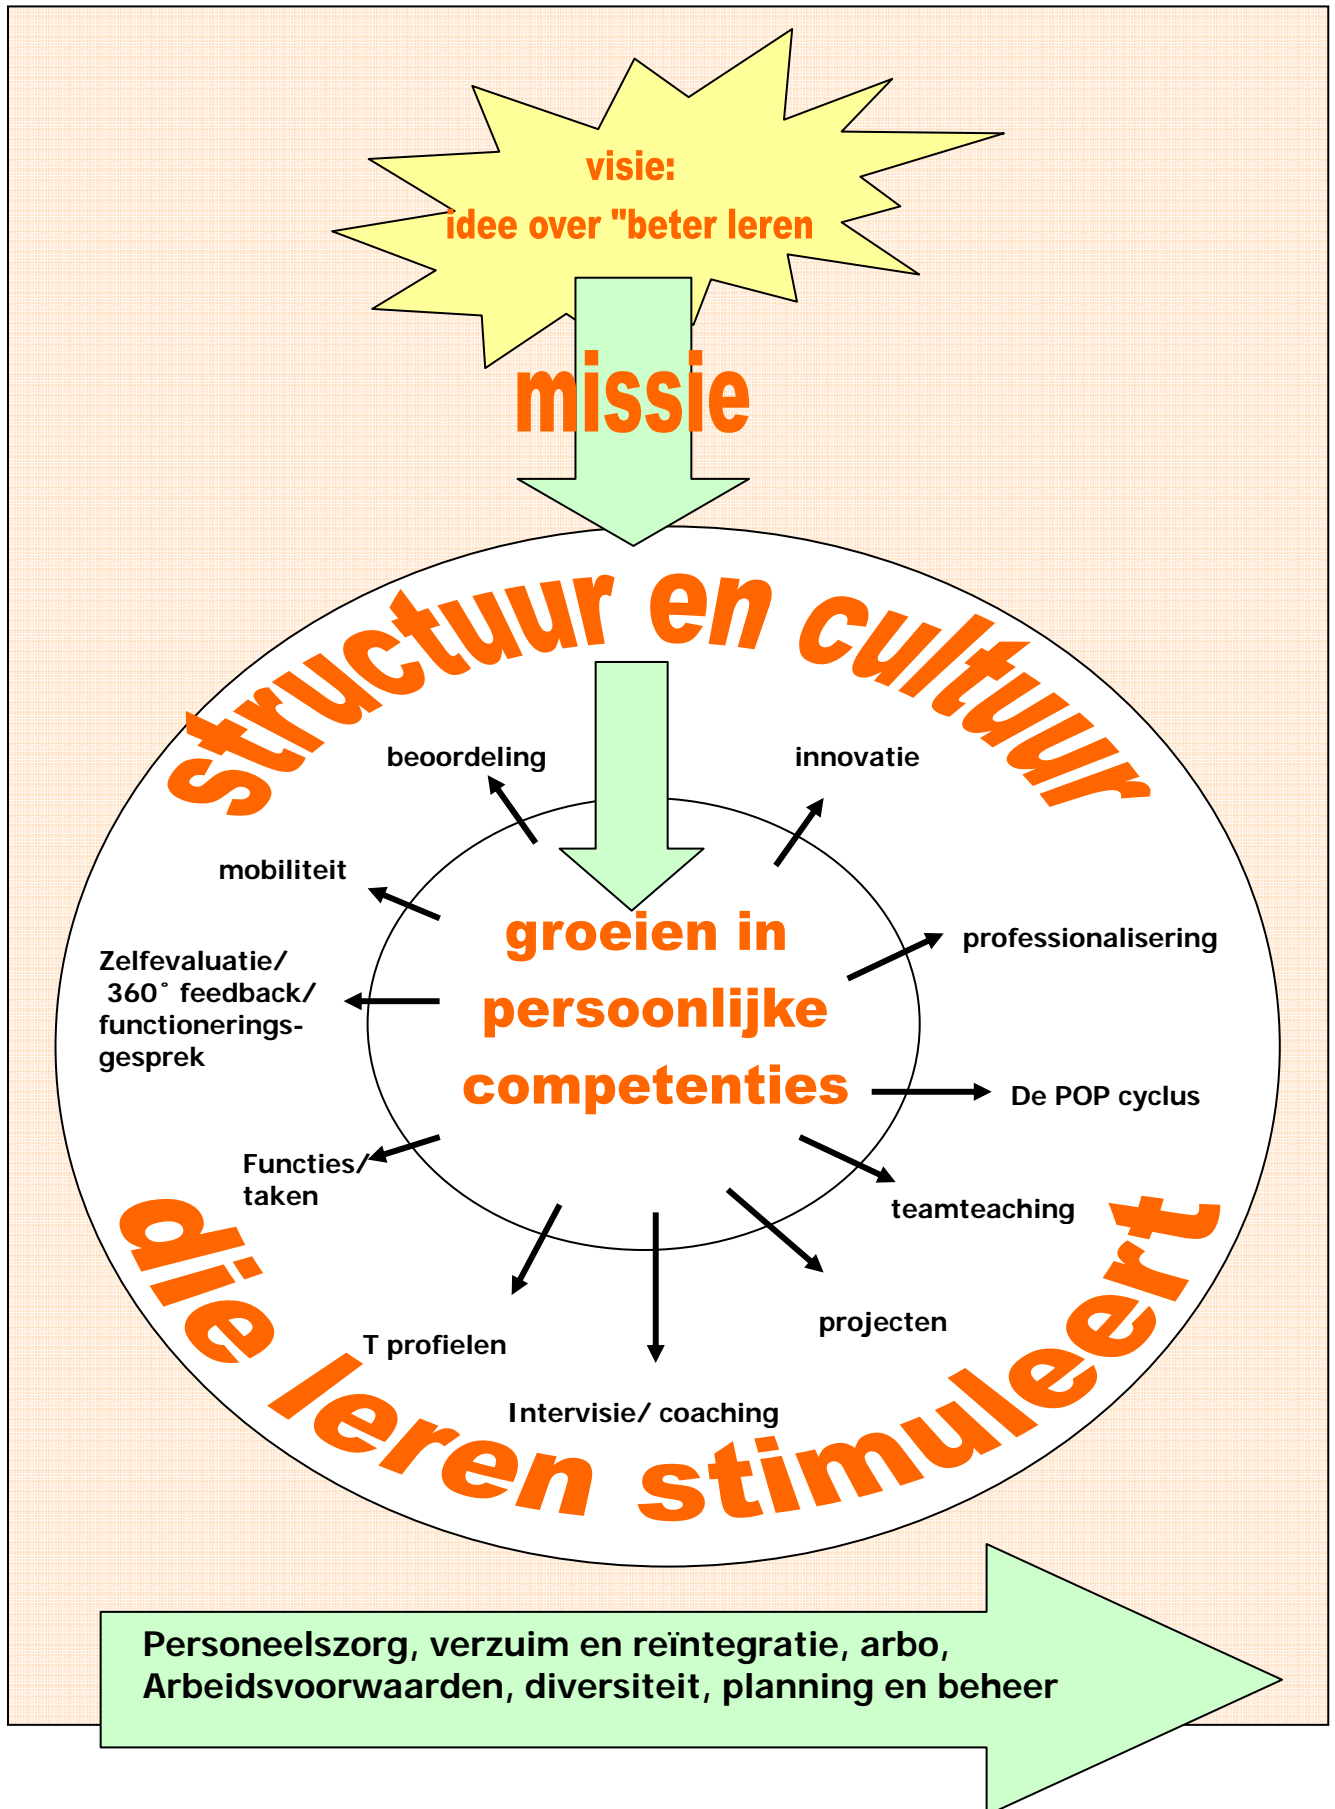 visie:
idee over "beter leren
missie
structuur en cultuur
beoordeling
innovatie
mobiliteit
professionalisering
Zelfevaluatie/
360° feedback/
functionerings-
gesprek
groeien in
persoonlijke
competenties
De POP cyclus
Functies/
taken
teamteaching
projecten
T profielen
Intervisie/ coaching
die leren stimuleert
Personeelszorg, verzuim en reïntegratie, arbo,
Arbeidsvoorwaarden, diversiteit, planning en beheer